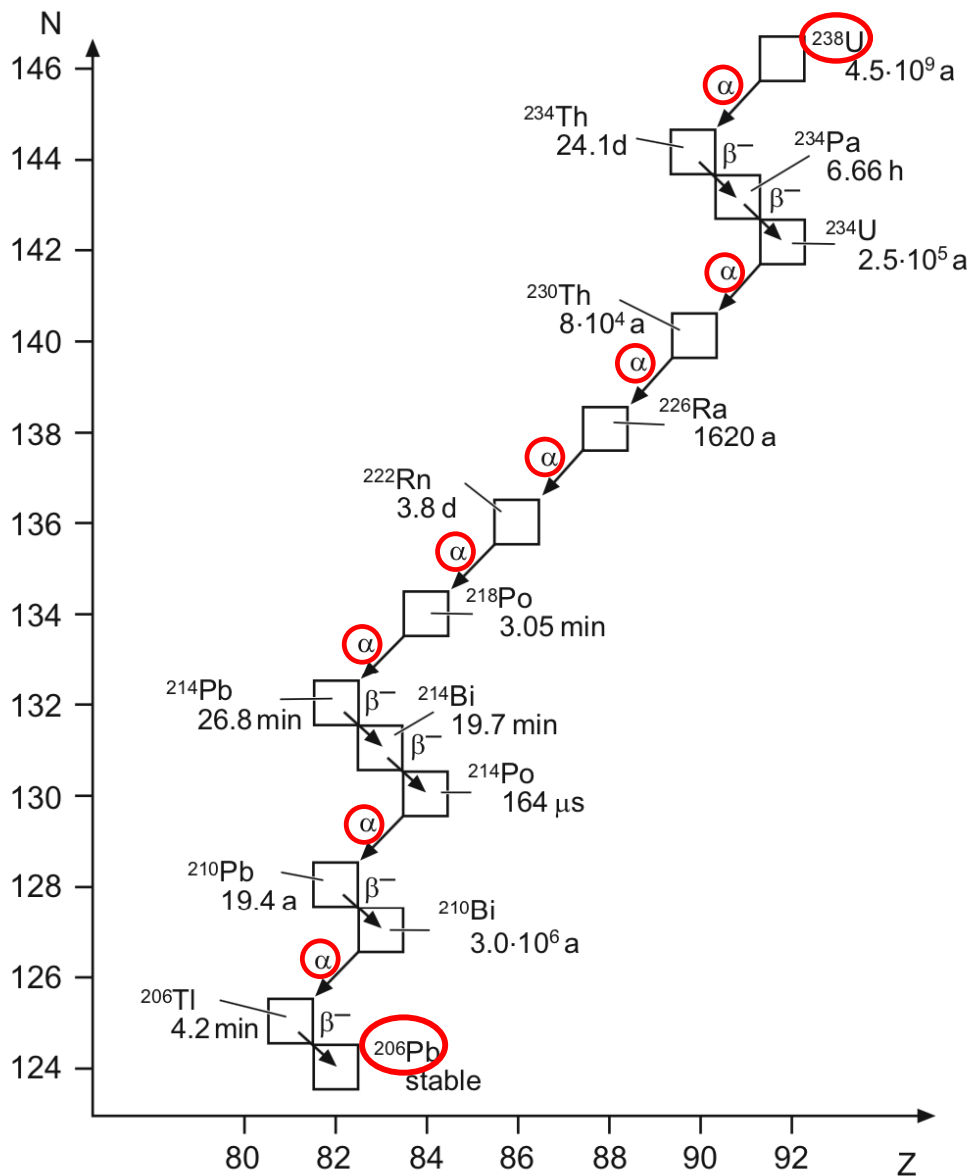 N
146
²³⁸U
4.5·10⁹ a
α
²³⁴Th
24.1d
β⁻
²³⁴Pa
6.66 h
144
β⁻
²³⁴U
2.5·10⁵ a
142
α
²³⁰Th
8·10⁴ a
140
α
²²⁶Ra
1620 a
138
α
²²²Rn
3.8 d
136
α
²¹⁸Po
3.05 min
134
α
²¹⁴Pb
26.8 min
β⁻
²¹⁴Bi
19.7 min
132
β⁻
²¹⁴Po
164 μs
130
α
²¹⁰Pb
19.4 a
β⁻
128
²¹⁰Bi
3.0·10⁶ a
126
α
²⁰⁶Tl
4.2 min
β⁻
²⁰⁶Pb
stable
124
80 82 84 86 88 90 92 Z